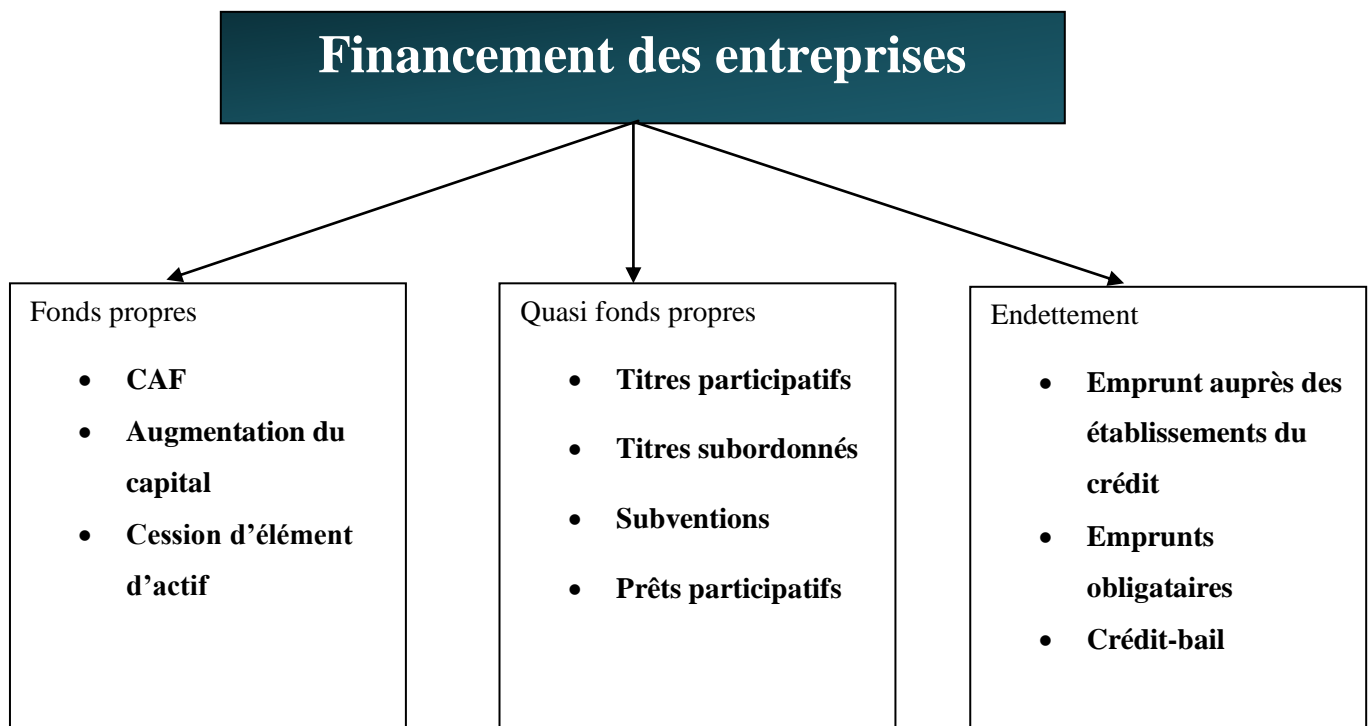 Financement des entreprises
Fonds propres
• CAF
• Augmentation du
capital
• Cession d’élément
d’actif
Quasi fonds propres
• Titres participatifs
• Titres subordonnés
• Subventions
• Prêts participatifs
Endettement
• Emprunt auprès des
établissements du
crédit
• Emprunts
obligataires
• Crédit-bail